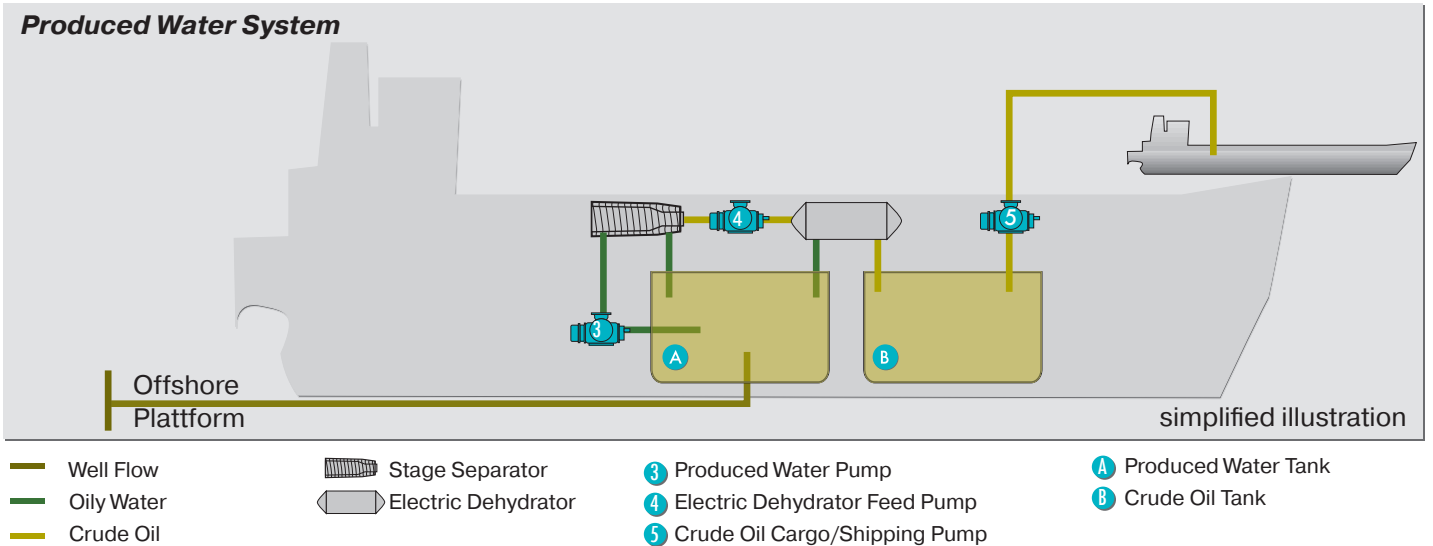 Produced Water System
4
5
3
A
B
Offshore
Plattform
simplified illustration
Well Flow
Oily Water
Crude Oil
Stage Separator
Electric Dehydrator
3 Produced Water Pump
4 Electric Dehydrator Feed Pump
5 Crude Oil Cargo/Shipping Pump
A Produced Water Tank
B Crude Oil Tank